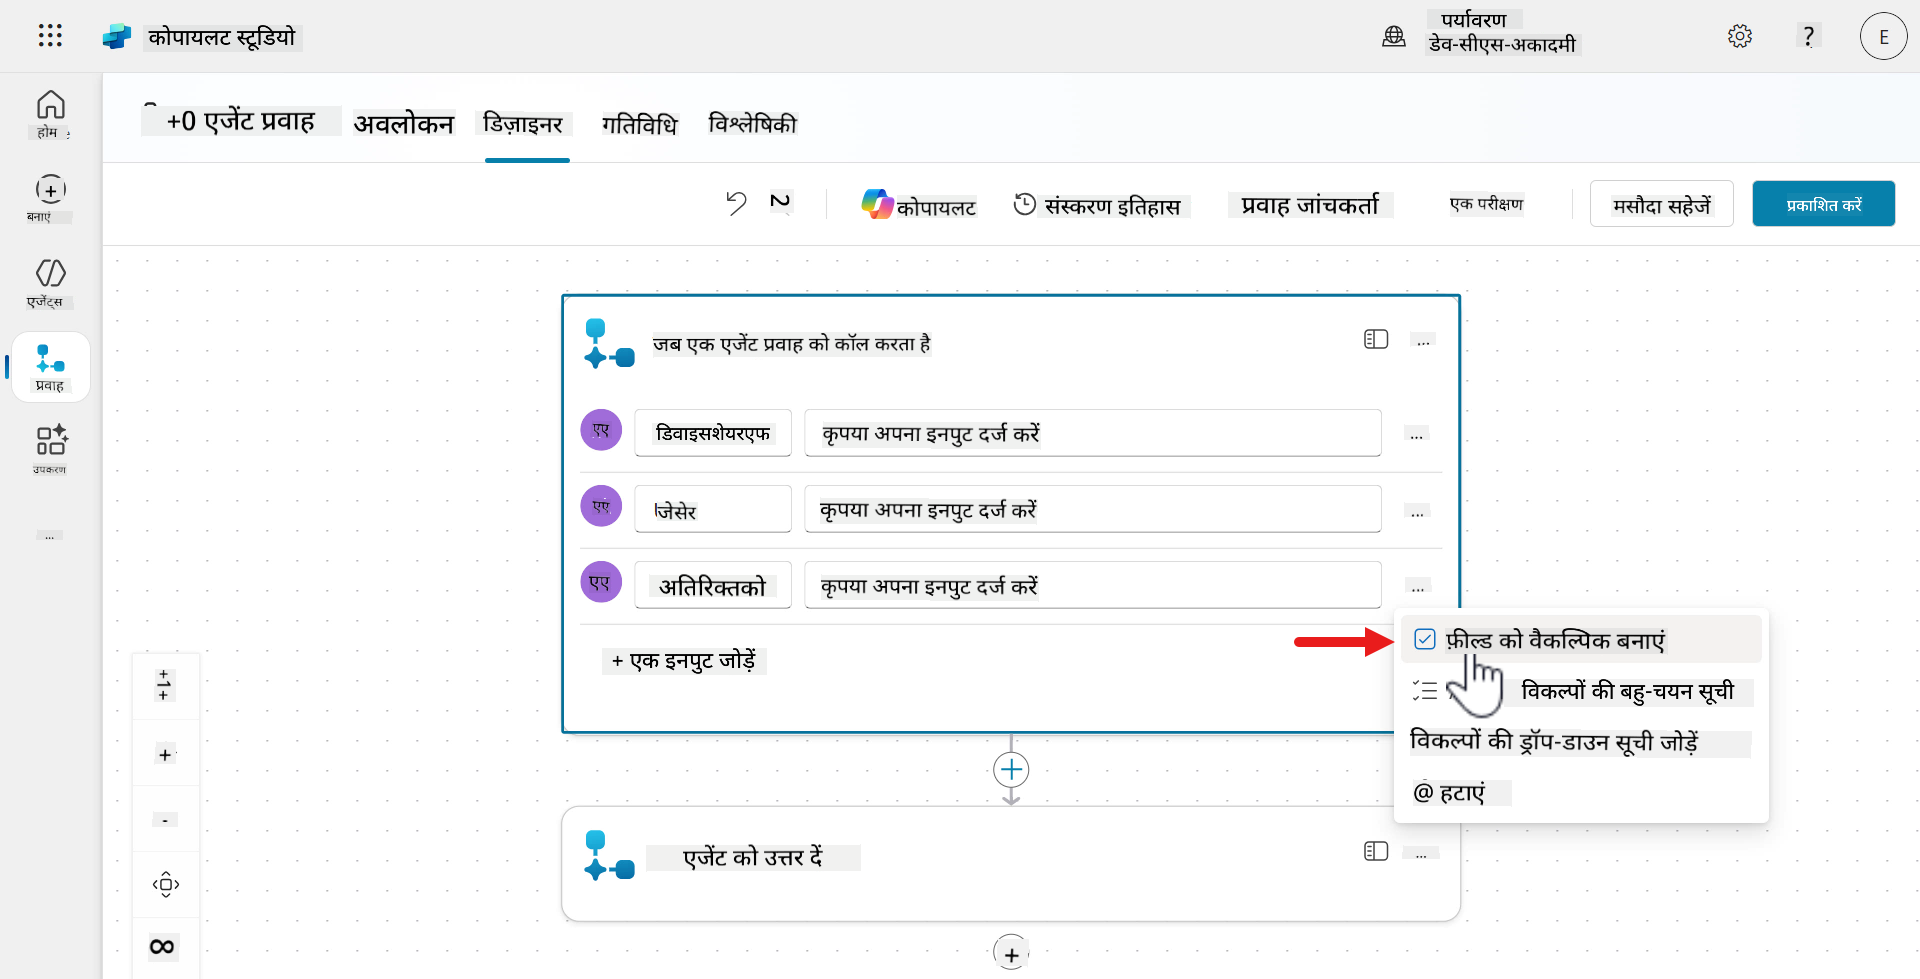 कोपायलट स्टूडियो
पर्यावरण
डेव-सीएस-अकादमी
?
E
होम
बनाएं
एजेंट्स
प्रवाह
उपकरण
...
+0 एजेंट प्रवाह
अवलोकन
डिज़ाइनर
गतिविधि
विश्लेषिकी
कोपायलट
संस्करण इतिहास
प्रवाह जांचकर्ता
एक परीक्षण
मसौदा सहेजें
प्रकाशित करें
जब एक एजेंट प्रवाह को कॉल करता है
...
एए
डिवाइसशेयरएफ
कृपया अपना इनपुट दर्ज करें
...
एए
जेसेर
कृपया अपना इनपुट दर्ज करें
...
एए
अतिरिक्तको
कृपया अपना इनपुट दर्ज करें
...
+ एक इनपुट जोड़ें
फ़ील्ड को वैकल्पिक बनाएं
विकल्पों की बहु-चयन सूची
विकल्पों की ड्रॉप-डाउन सूची जोड़ें
@ हटाएं
एजेंट को उत्तर दें
...